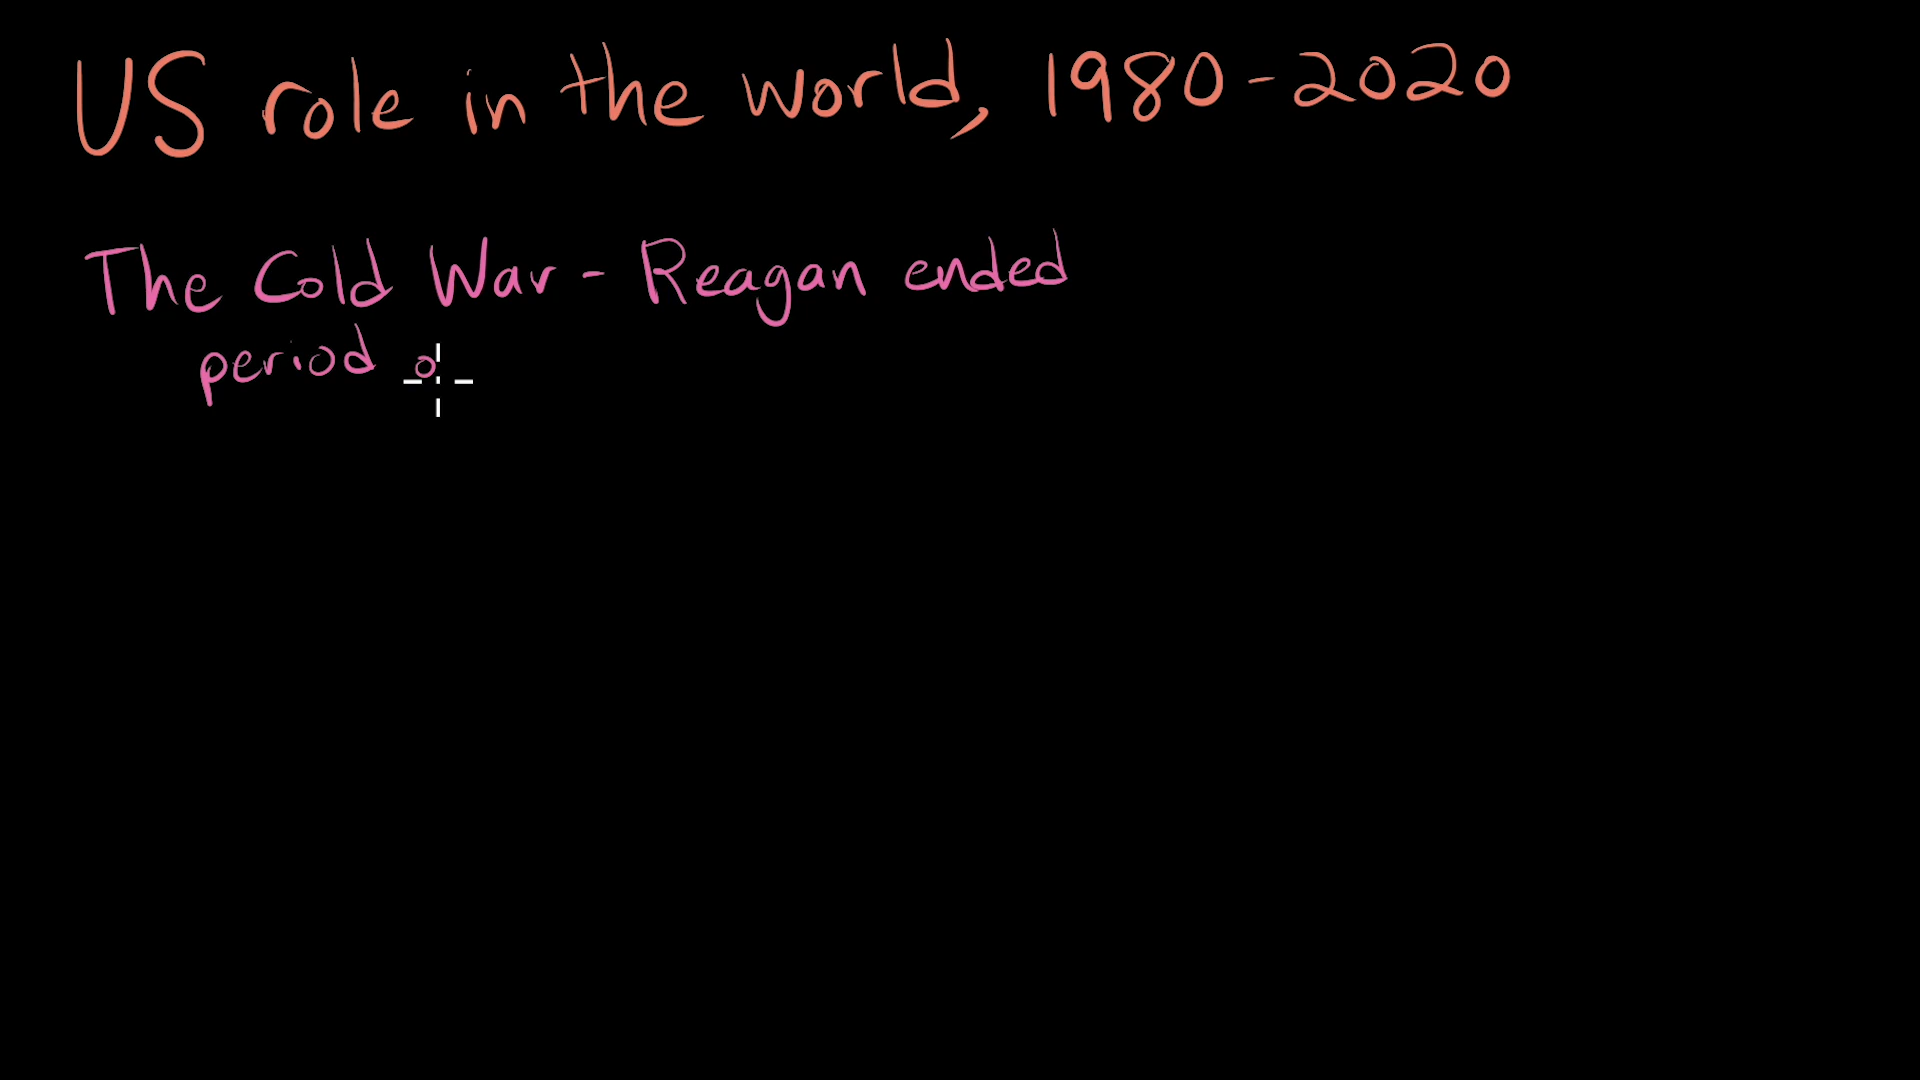 US role in the world, 1980-2020
The Cold War - Reagan ended
period o